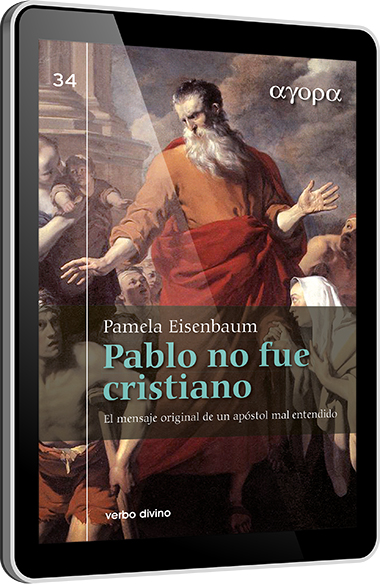 34
αγορα
Pamela Eisenbaum
Pablo no fue
cristiano
El mensaje original de un apóstol mal entendido
verbo divino